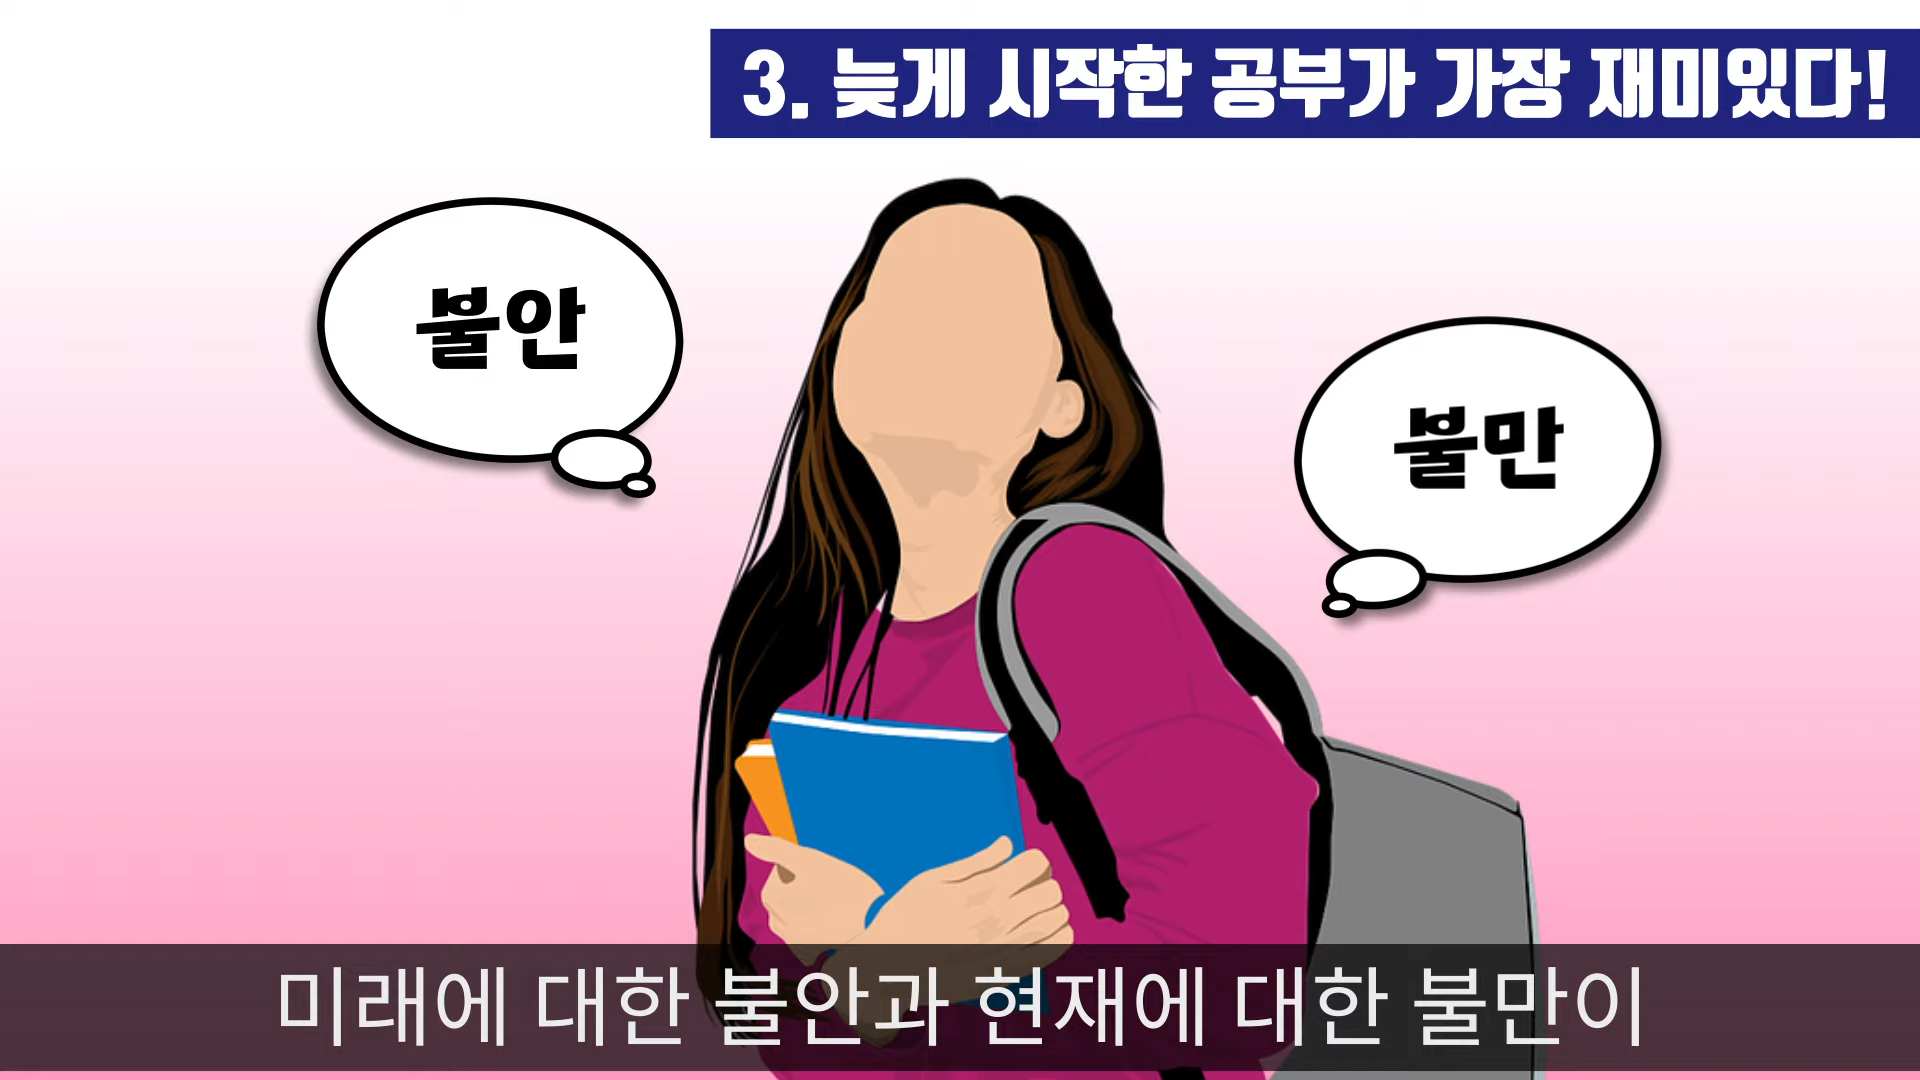 3. 늦게 시작한 공부가 가장 재미있다!
불안
불만
미래에 대한 불안과 현재에 대한 불만이